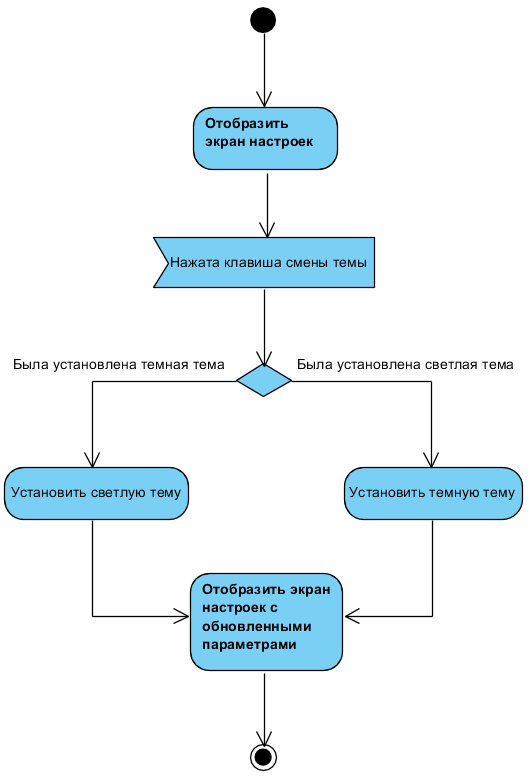 Отобразить
экран настроек
Нажата клавиша смены темы
Была установлена темная тема
Была установлена светлая тема
Установить светлую тему
Установить темную тему
Отобразить экран
настроек с
обновленными
параметрами